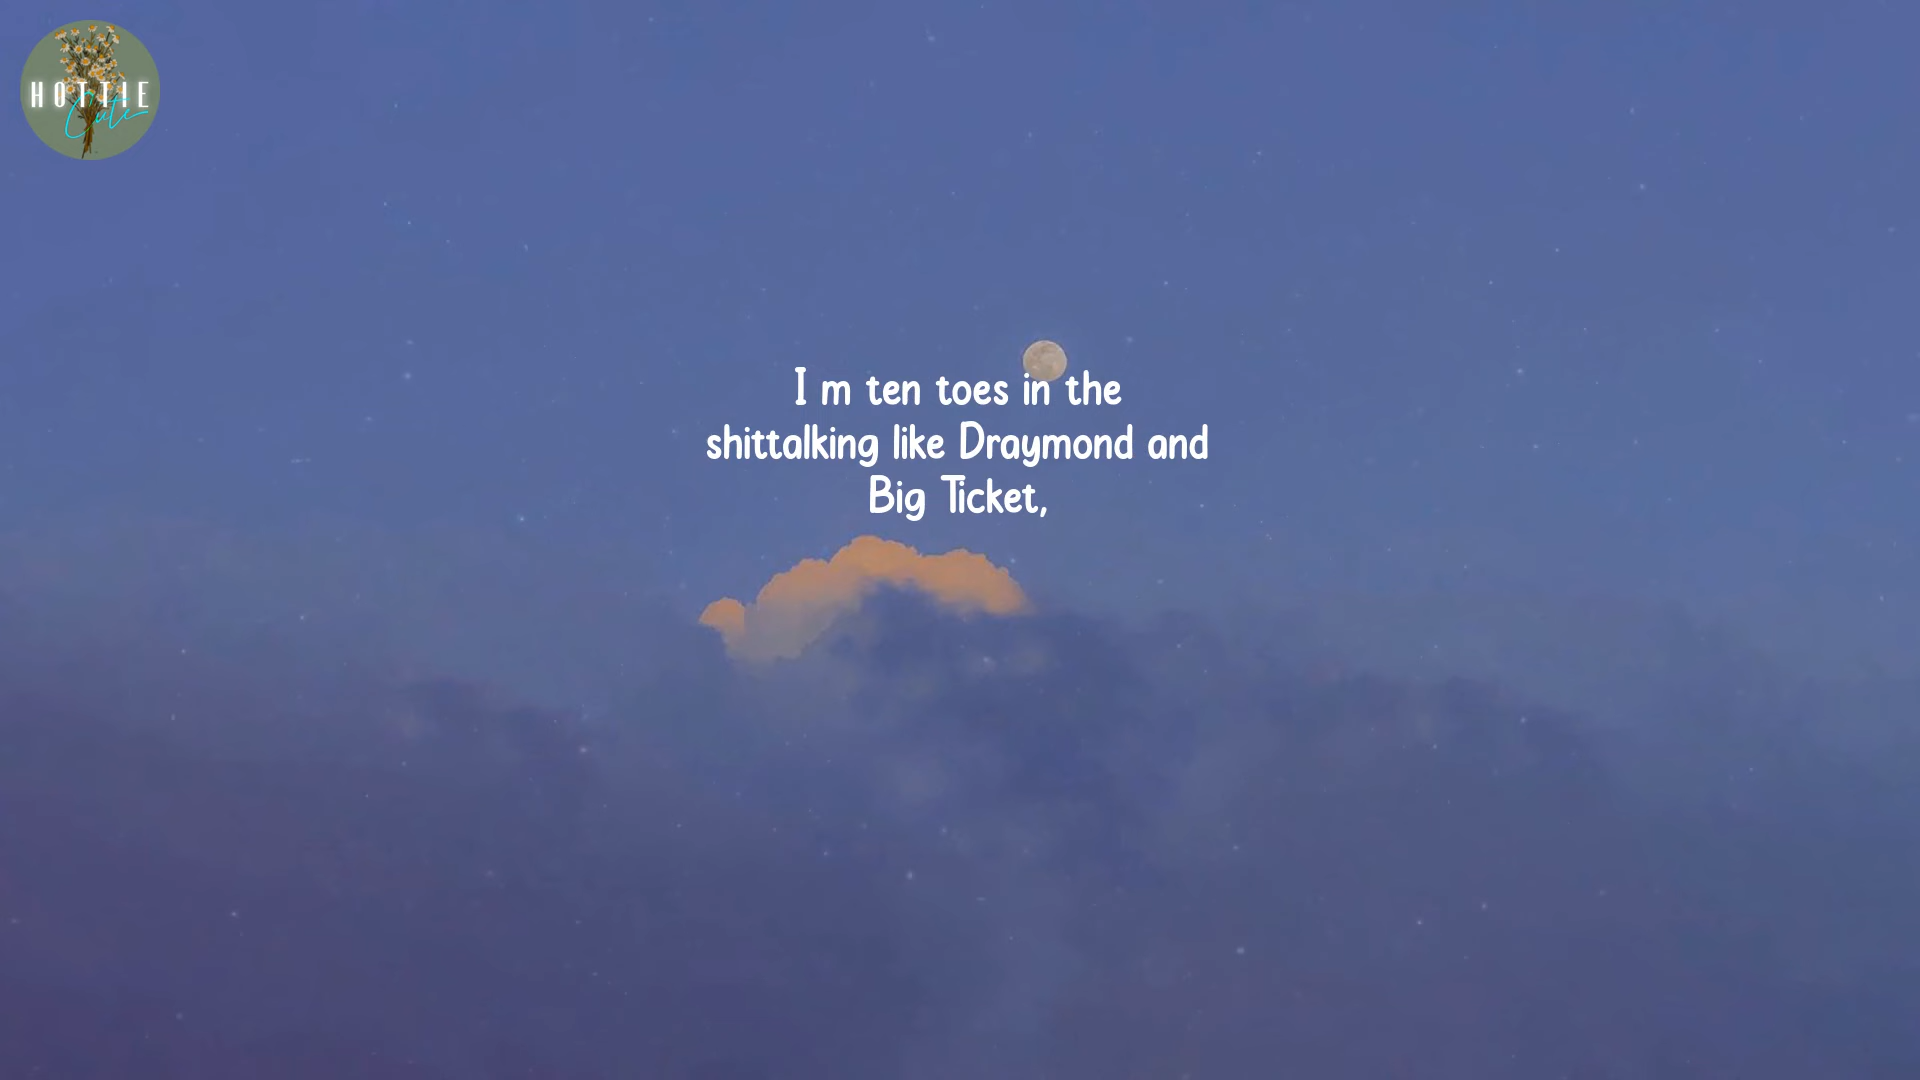 HOTTIE
Cute
I m ten toes in the
shittalking like Draymond and
Big Ticket,